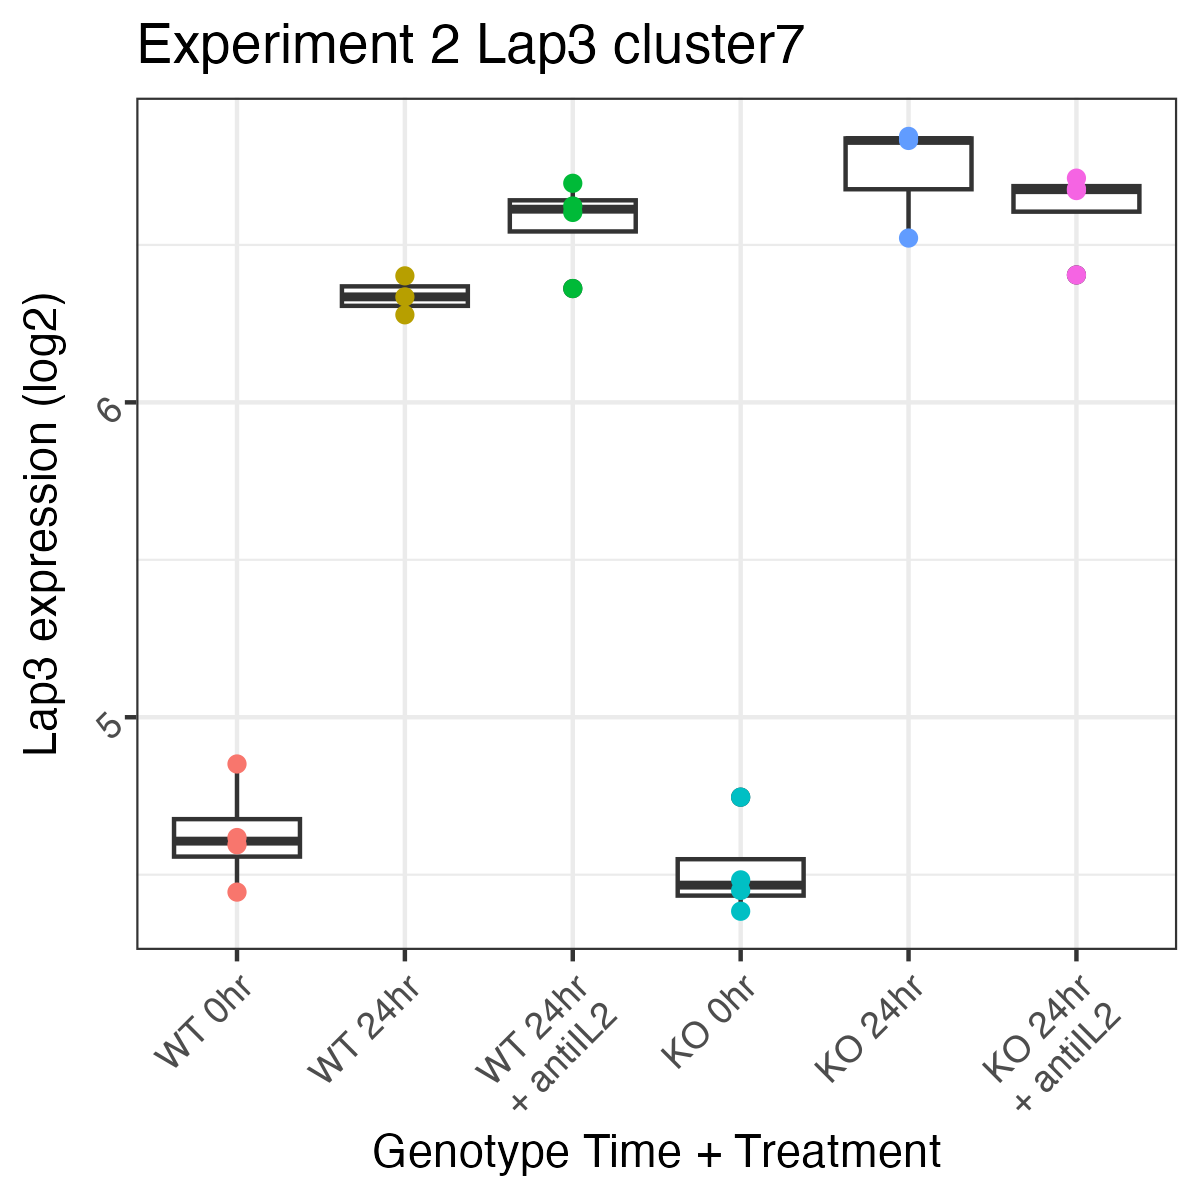 Experiment 2 Lap3 cluster7
Lap3 expression (log2)
6
5
WT 0hr
WT 24hr
WT 24hr
+ antiIL2
KO 0hr
KO 24hr
KO 24hr
+ antiIL2
Genotype Time + Treatment